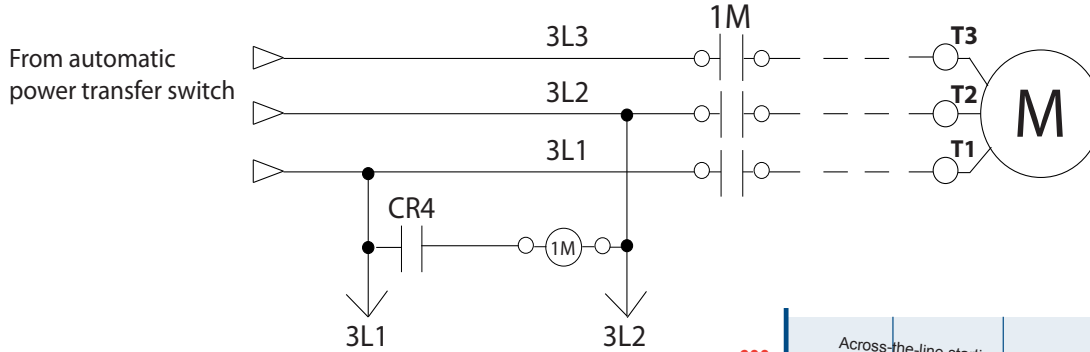 1M
3L3
T3
From automatic
power transfer switch
3L2
T2
M
3L1
T1
CR4
1M
3L1
3L2
Across-the-line